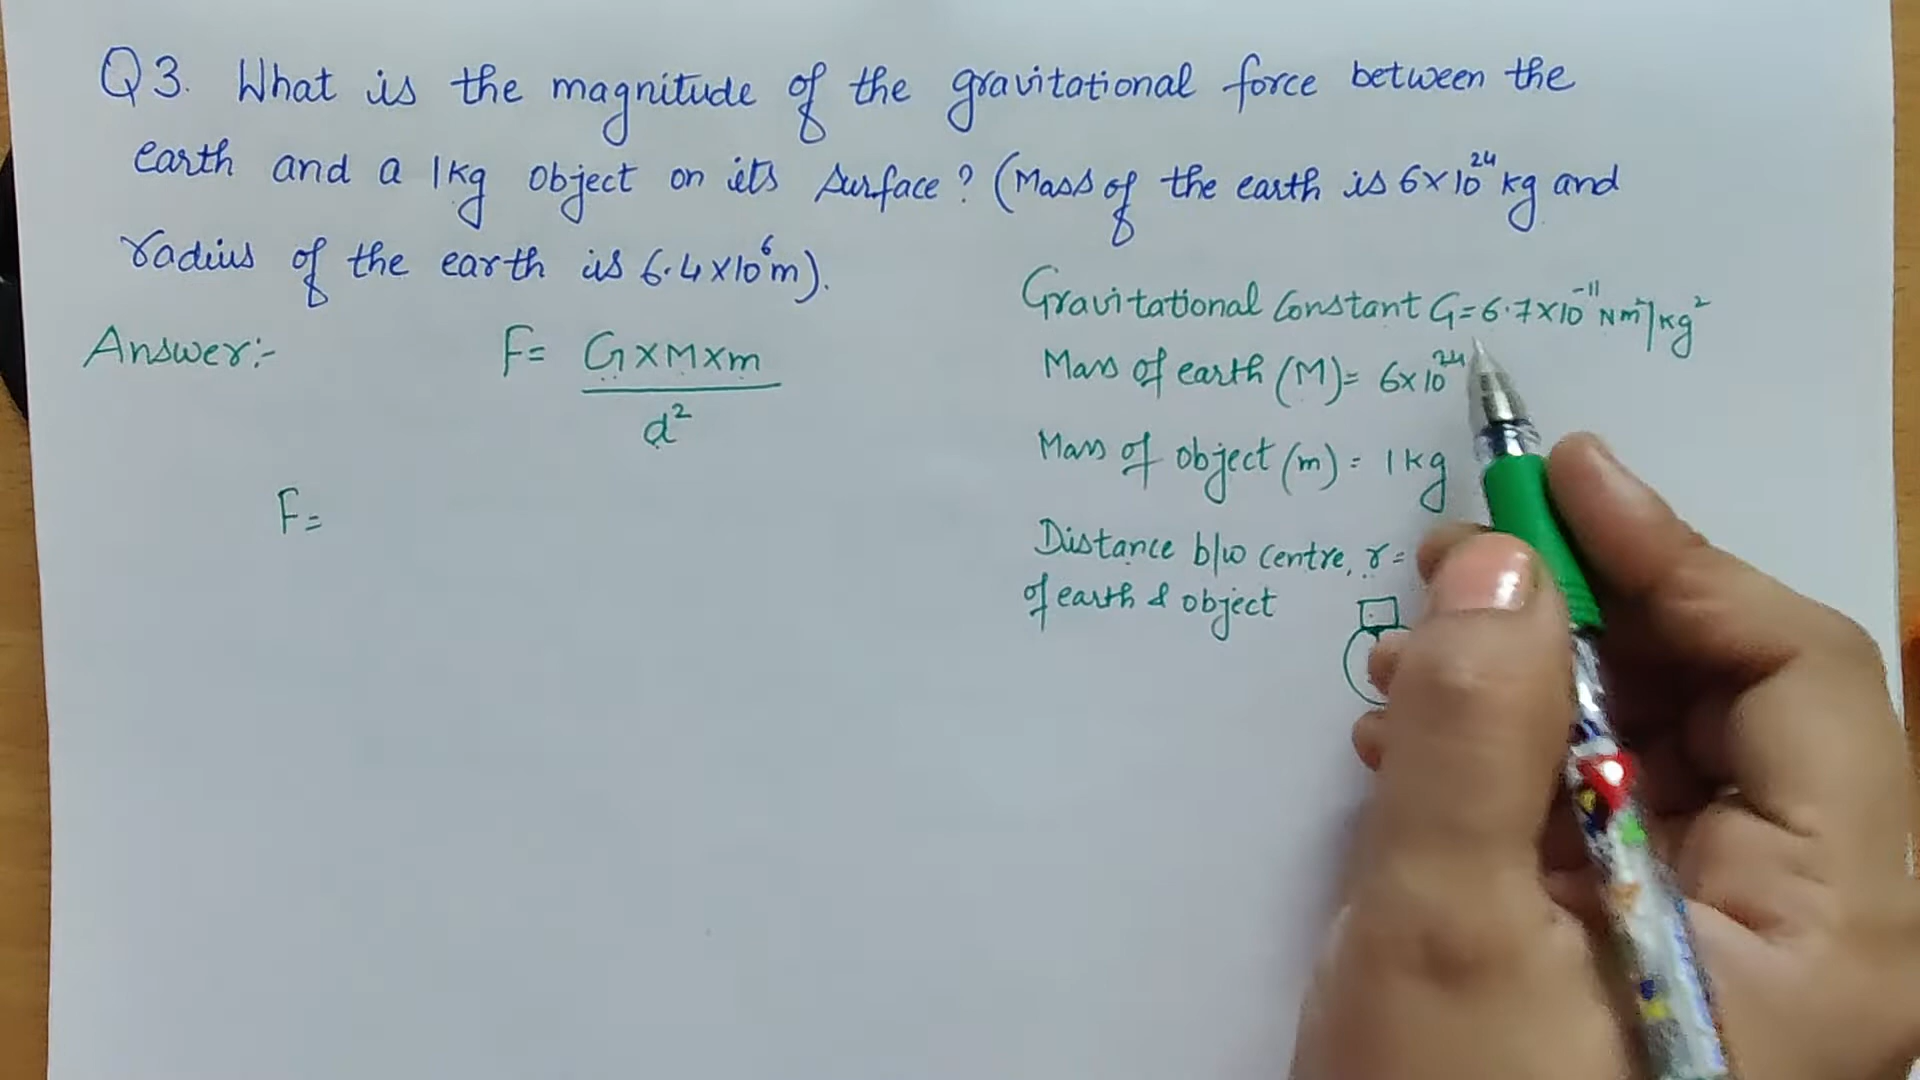 Q3. What is the magnitude of the gravitational force between the
earth and a 1kg object on its surface? (Mass of the earth is 6×10²⁴ kg and
radius of the earth is 6.4×10⁶m).
Answer:-
F= G×M×m
d²
F=
Gravitational Constant G=6.7×10⁻¹¹ Nm²/kg²
Mass of earth (M)= 6×10²⁴
Mass of object (m) = 1kg
Distance b/w centre, r=
of earth & object